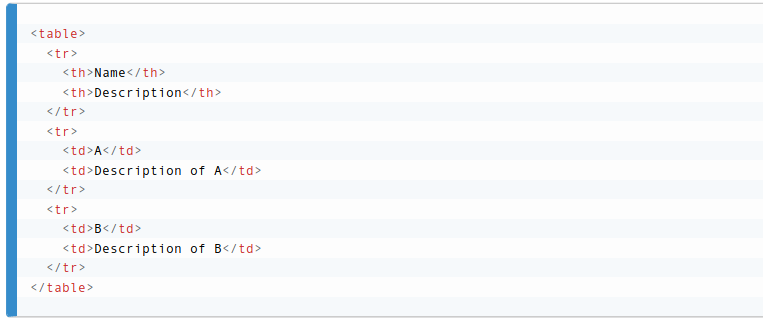 <table>
  <tr>
    <th>Name</th>
    <th>Description</th>
  </tr>
  <tr>
    <td>A</td>
    <td>Description of A</td>
  </tr>
  <tr>
    <td>B</td>
    <td>Description of B</td>
  </tr>
</table>